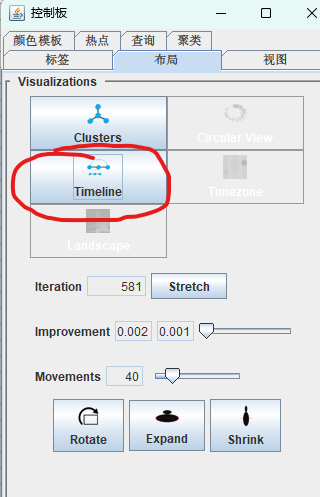 控制板
颜色模板 热点 查询 聚类
标签 布局 视图
Visualizations
Clusters Circular View
Timeline Timezone
Landscape
Iteration 581 Stretch
Improvement 0.002 0.001
Movements 40
Rotate Expand Shrink